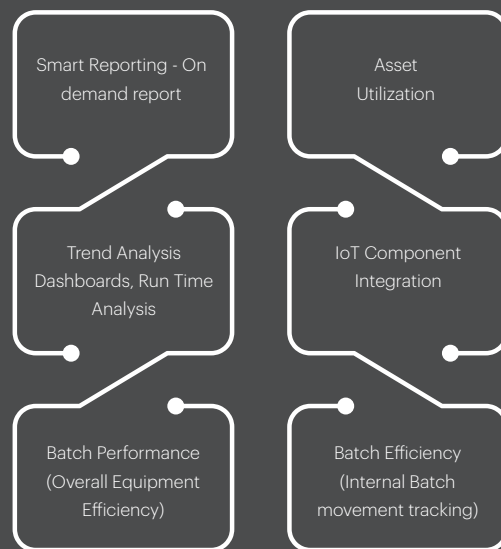 Smart Reporting - On
demand report
Asset
Utilization
Trend Analysis
Dashboards, Run Time
Analysis
IoT Component
Integration
Batch Performance
(Overall Equipment
Efficiency)
Batch Efficiency
(Internal Batch
movement tracking)